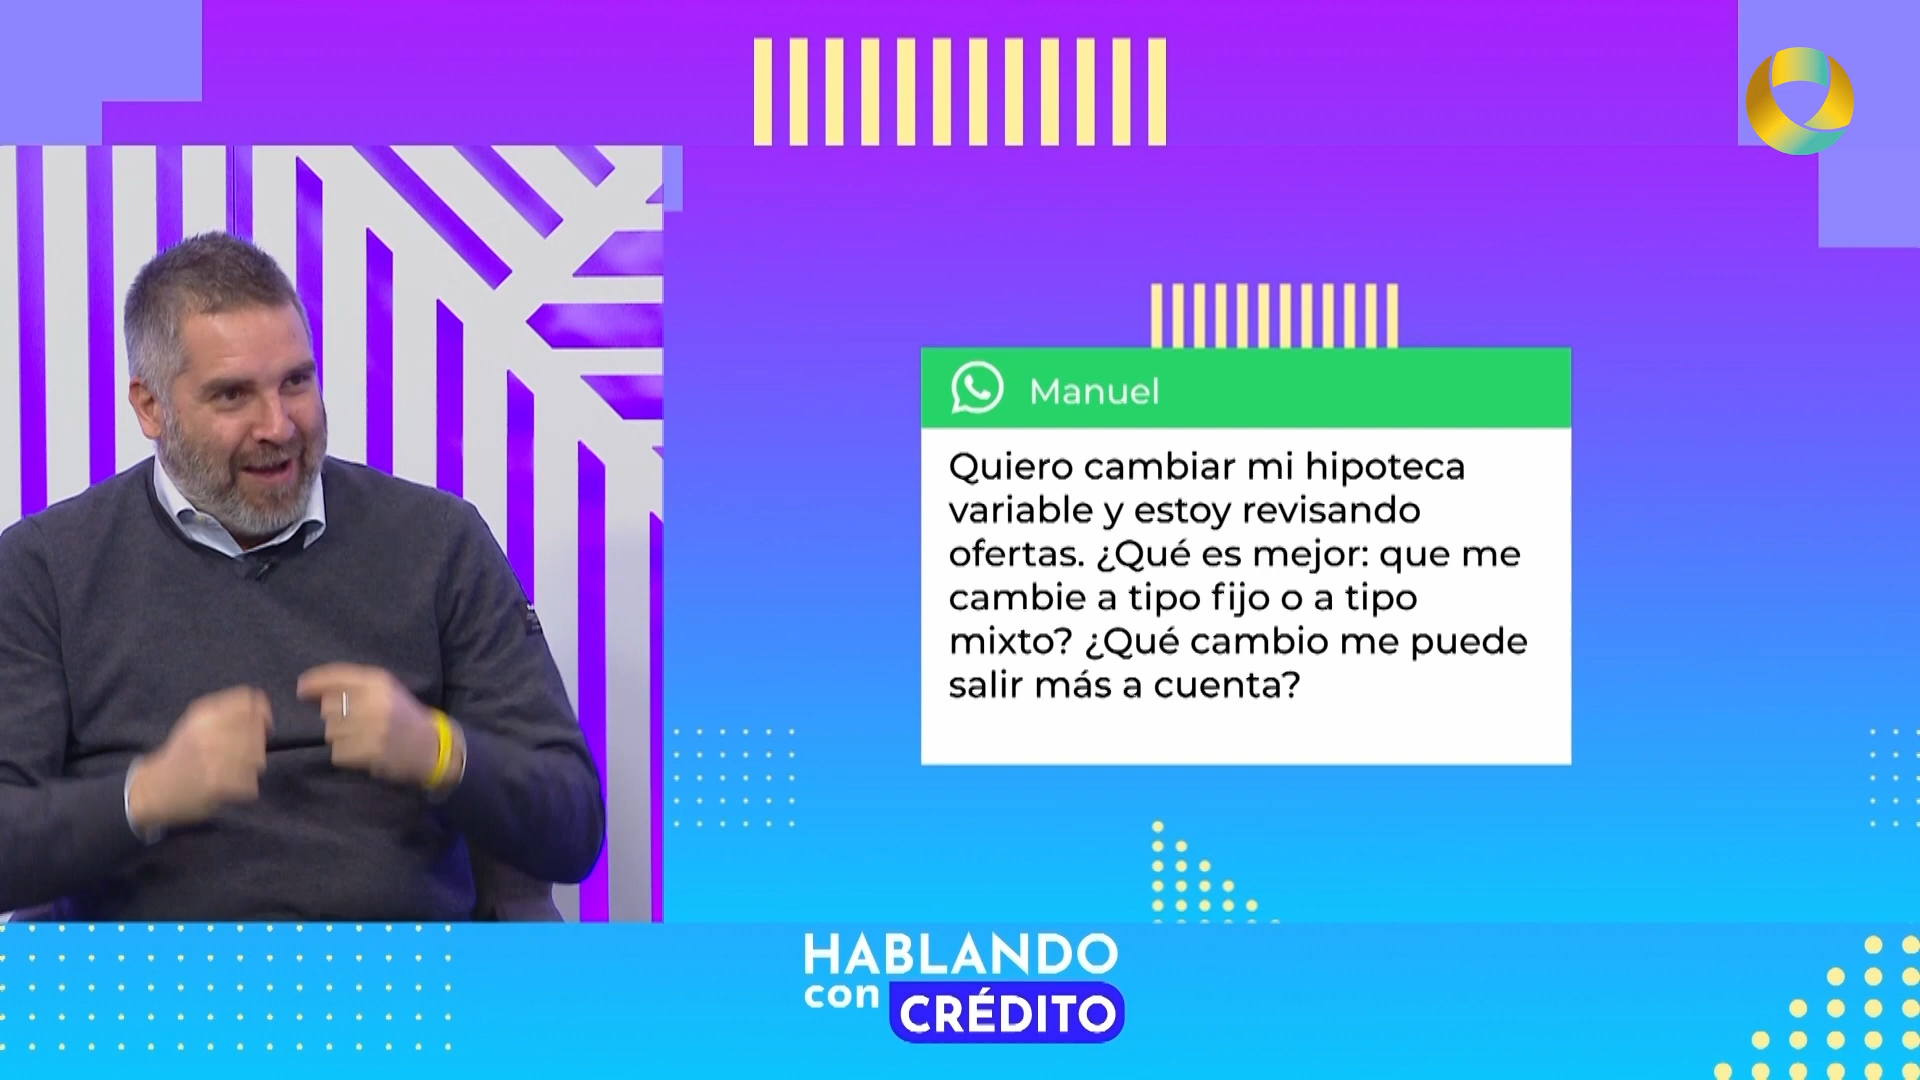 Manuel
Quiero cambiar mi hipoteca
variable y estoy revisando
ofertas. ¿Qué es mejor: que me
cambie a tipo fijo o a tipo
mixto? ¿Qué cambio me puede
salir más a cuenta?
HABLANDO
con CRÉDITO